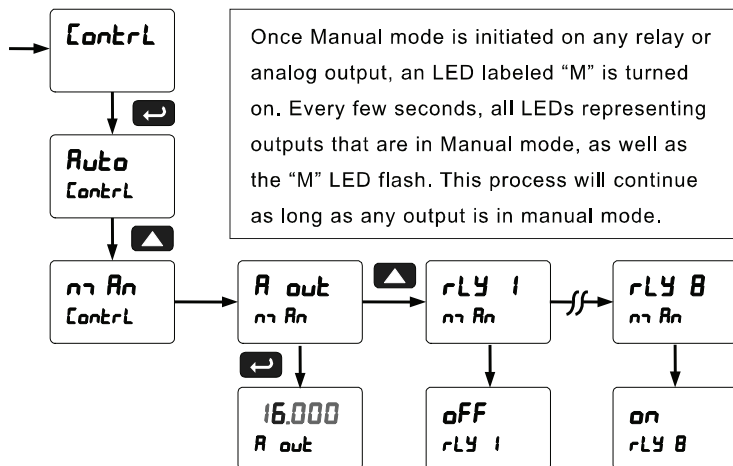 ContrL
Once Manual mode is initiated on any relay or
analog output, an LED labeled “M” is turned
on. Every few seconds, all LEDs representing
outputs that are in Manual mode, as well as
the “M” LED flash. This process will continue
as long as any output is in manual mode.
Auto
ContrL
mAn
ContrL
A out
mAn
rLY 1
mAn
rLY 8
mAn
16.000
A out
oFF
rLY 1
on
rLY 8